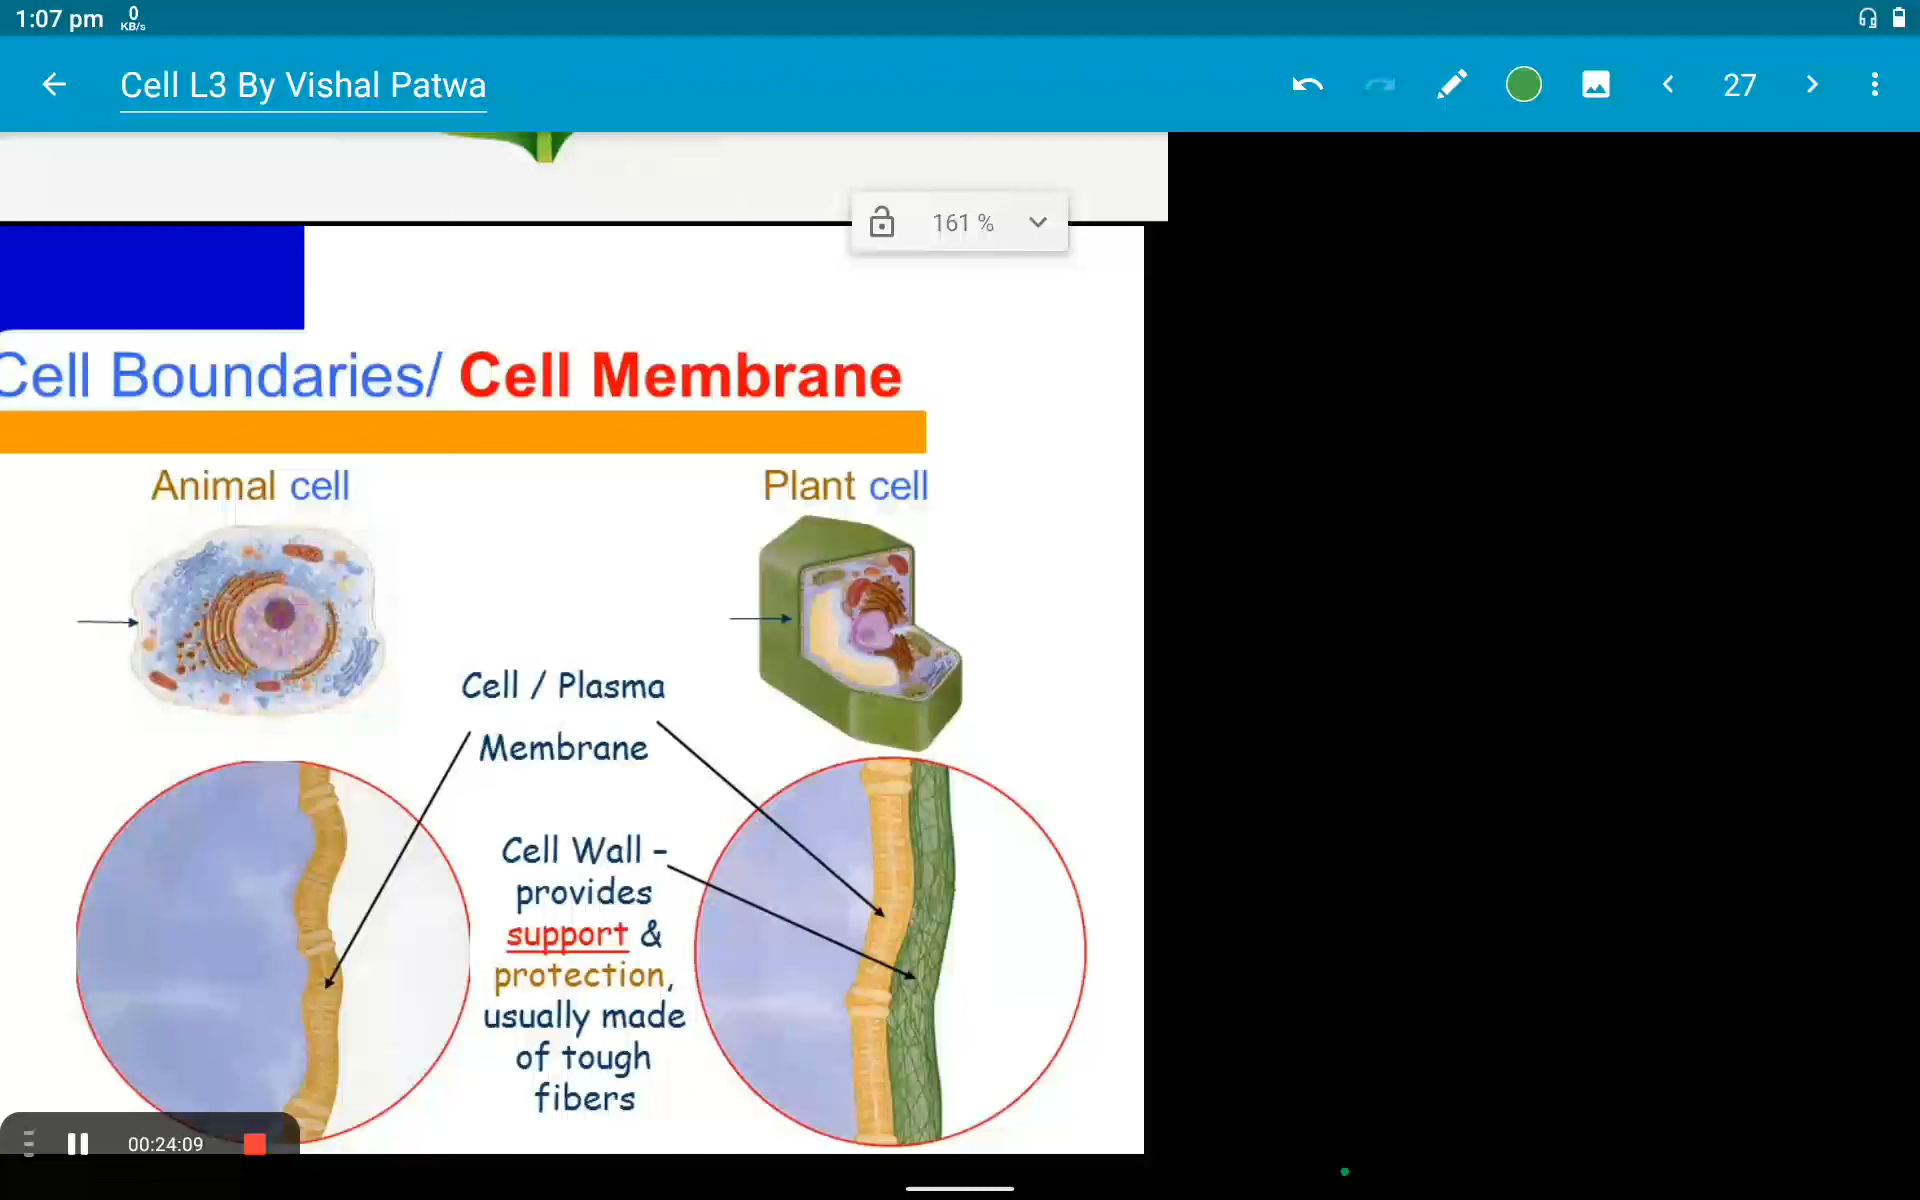 1:07 pm 0 KB/s
Cell L3 By Vishal Patwa 27
161 %
Cell Boundaries/ Cell Membrane
Animal cell
Plant cell
Cell / Plasma
Membrane
Cell Wall –
provides
support &
protection,
usually made
of tough
fibers
00:24:09